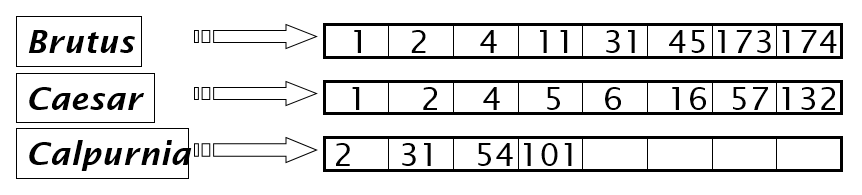 Brutus 1 2 4 11 31 45 173 174
Caesar 1 2 4 5 6 16 57 132
Calpurnia 2 31 54 101